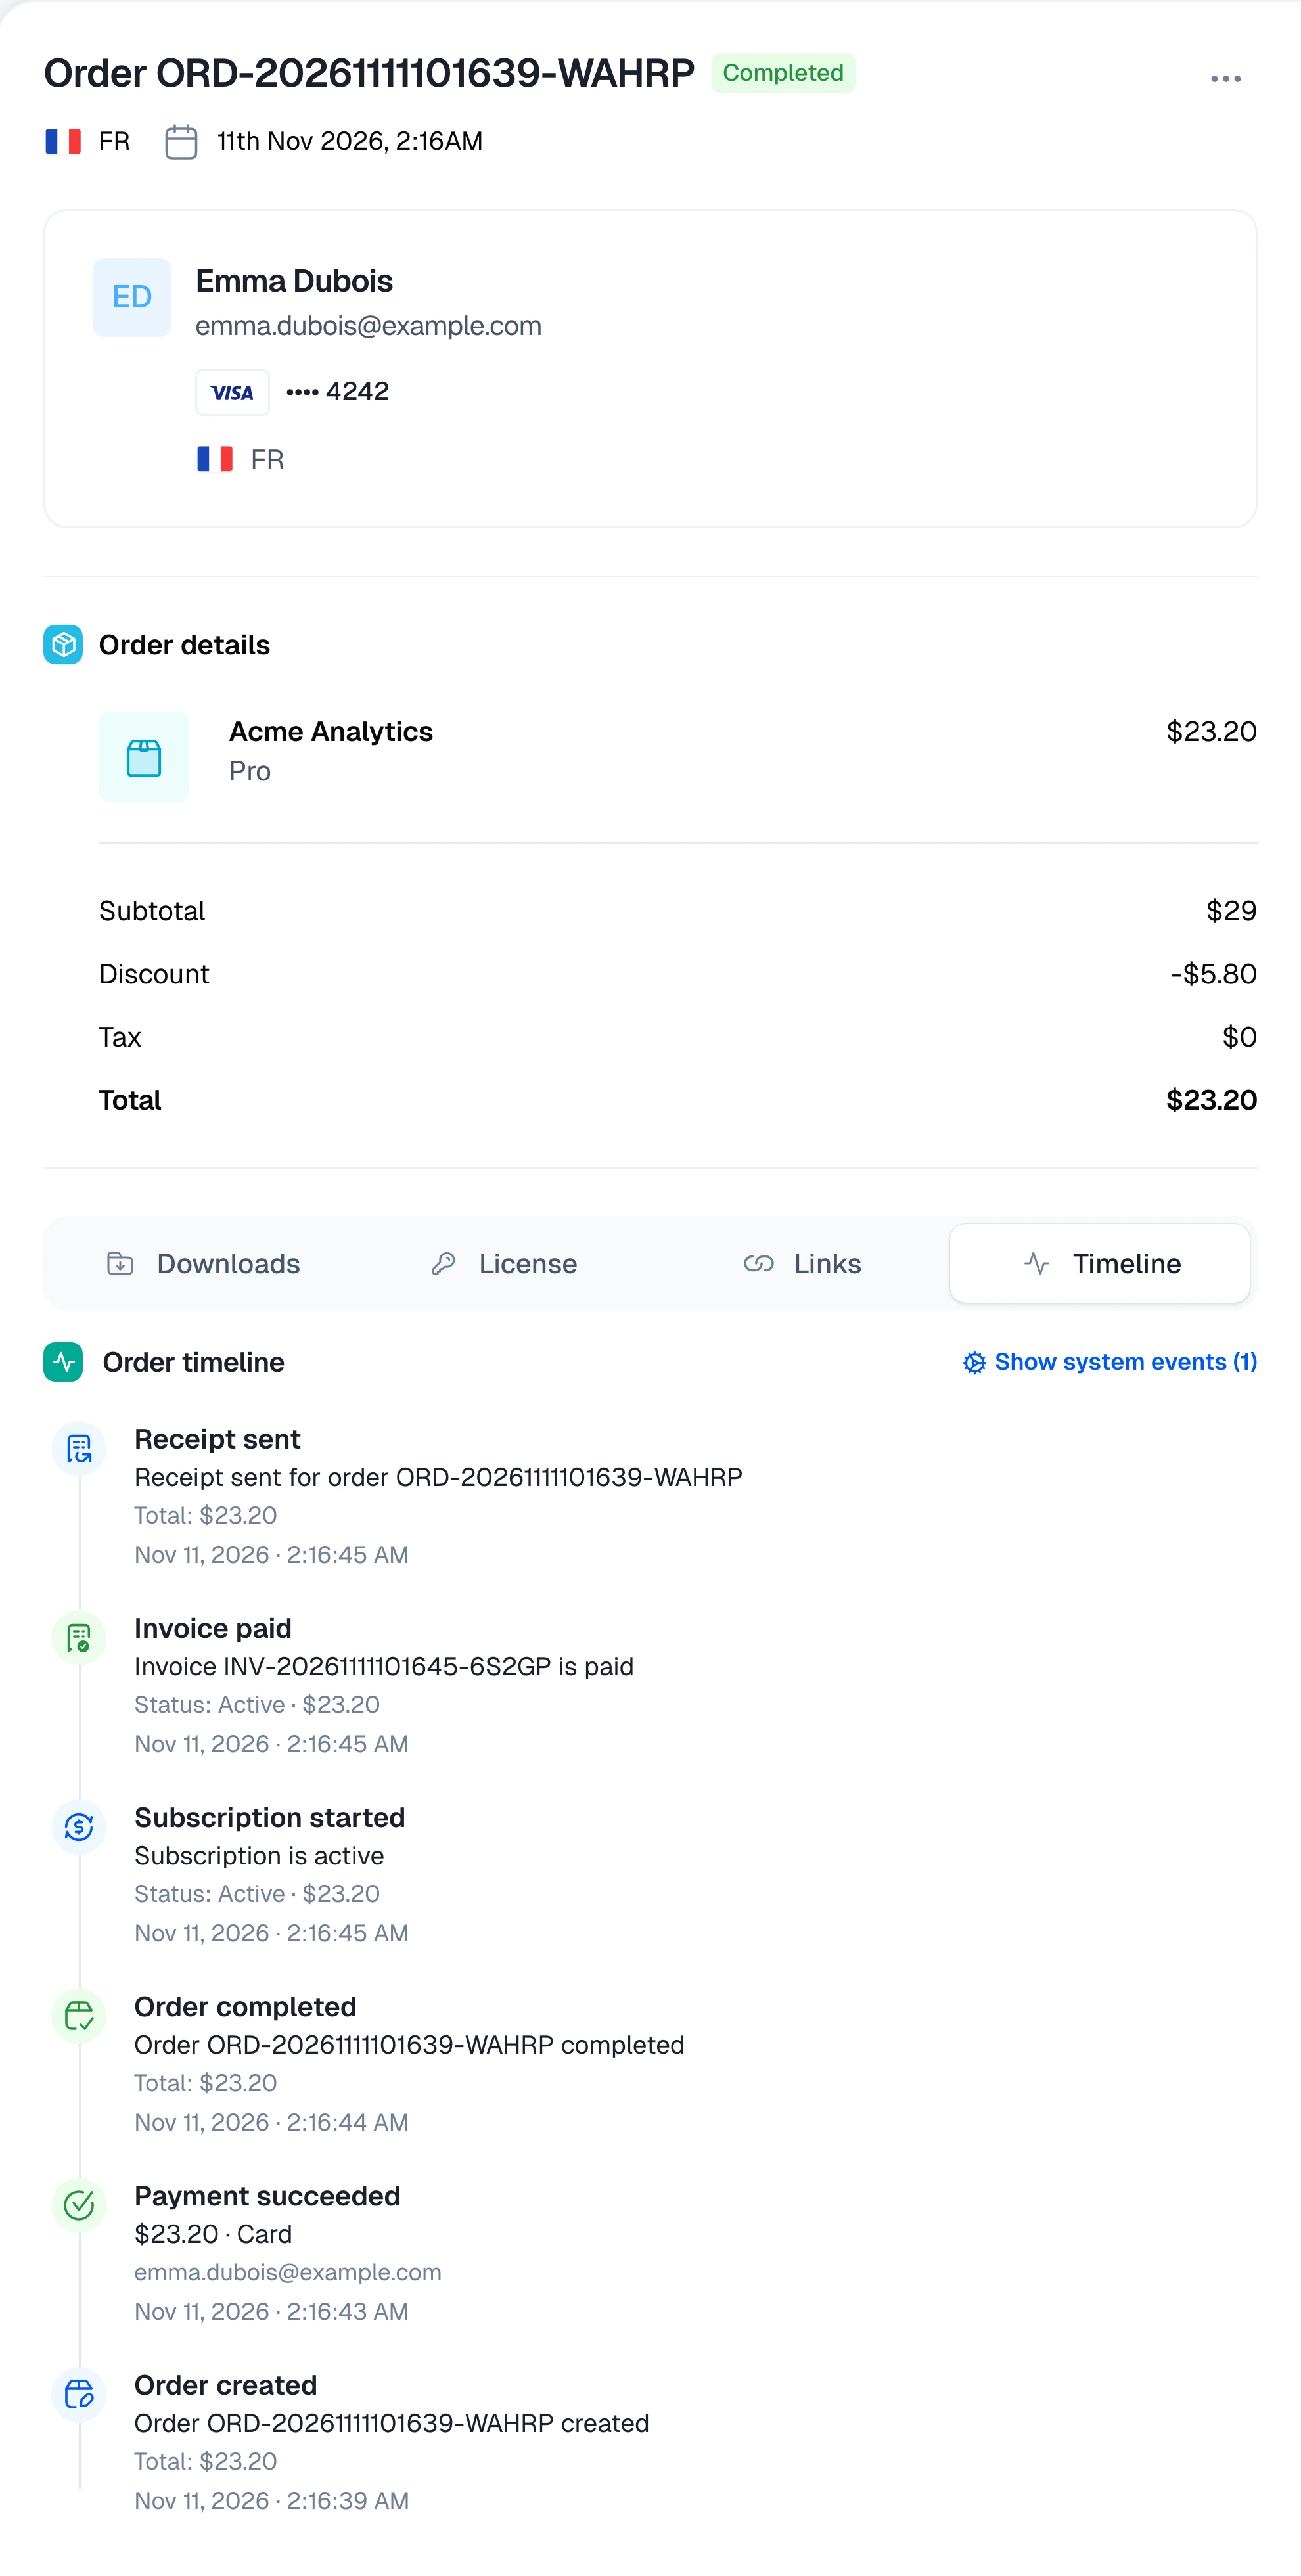 Order ORD-20261111101639-WAHRP Completed
FR 11th Nov 2026, 2:16AM
ED
Emma Dubois
emma.dubois@example.com
VISA •••• 4242
FR
Order details
Acme Analytics $23.20
Pro
Subtotal $29
Discount -$5.80
Tax $0
Total $23.20
Downloads License Links Timeline
Order timeline Show system events (1)
Receipt sent
Receipt sent for order ORD-20261111101639-WAHRP
Total: $23.20
Nov 11, 2026 · 2:16:45 AM
Invoice paid
Invoice INV-20261111101645-6S2GP is paid
Status: Active · $23.20
Nov 11, 2026 · 2:16:45 AM
Subscription started
Subscription is active
Status: Active · $23.20
Nov 11, 2026 · 2:16:45 AM
Order completed
Order ORD-20261111101639-WAHRP completed
Total: $23.20
Nov 11, 2026 · 2:16:44 AM
Payment succeeded
$23.20 · Card
emma.dubois@example.com
Nov 11, 2026 · 2:16:43 AM
Order created
Order ORD-20261111101639-WAHRP created
Total: $23.20
Nov 11, 2026 · 2:16:39 AM